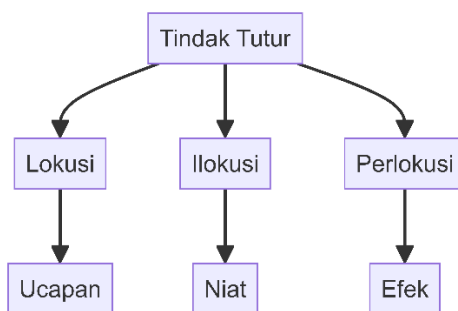 Tindak Tutur
Lokusi
Ilokusi
Perlokusi
Ucapan
Niat
Efek